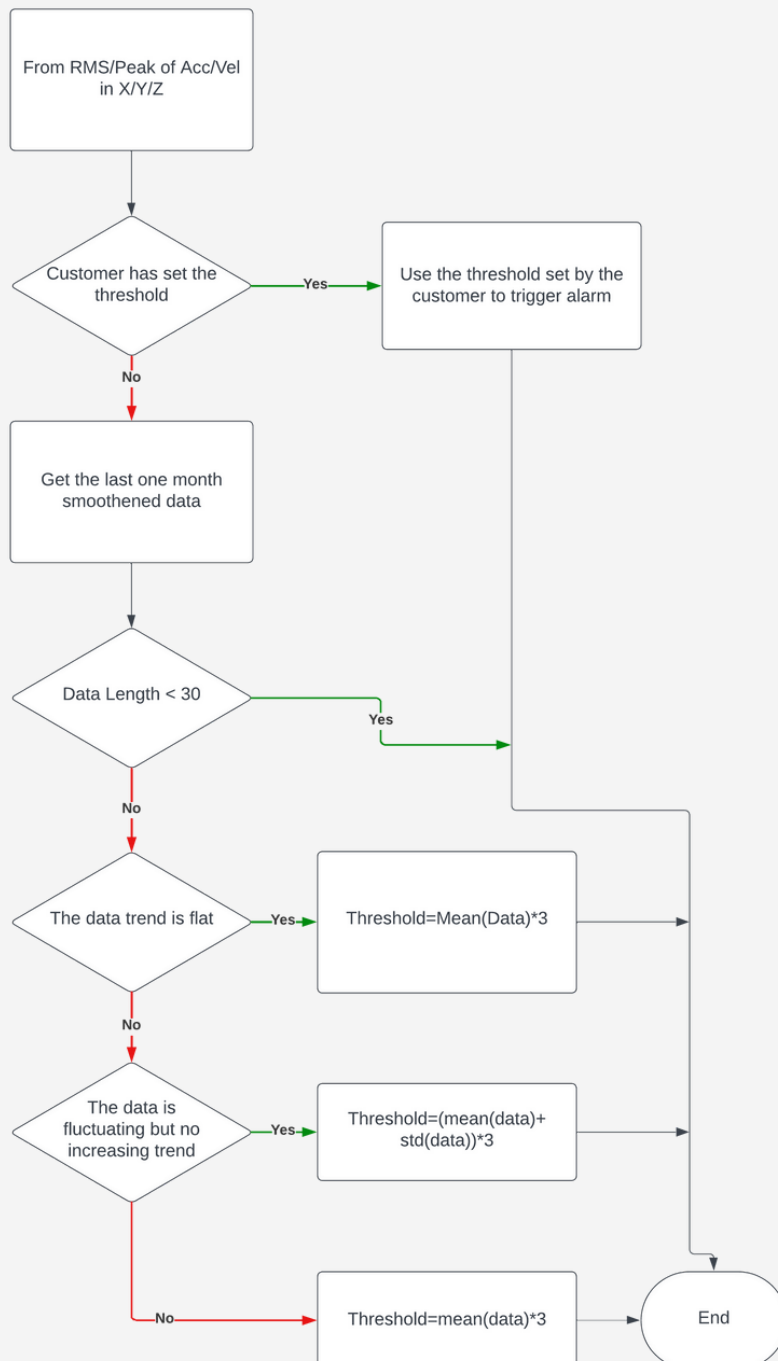 From RMS/Peak of Acc/Vel
in X/Y/Z
Customer has set the
threshold
Yes
Use the threshold set by the
customer to trigger alarm
No
Get the last one month
smoothened data
Data Length < 30
Yes
No
The data trend is flat
Yes
Threshold=Mean(Data)*3
No
The data is
fluctuating but no
increasing trend
Yes
Threshold=(mean(data)+
std(data))*3
No
Threshold=mean(data)*3
End